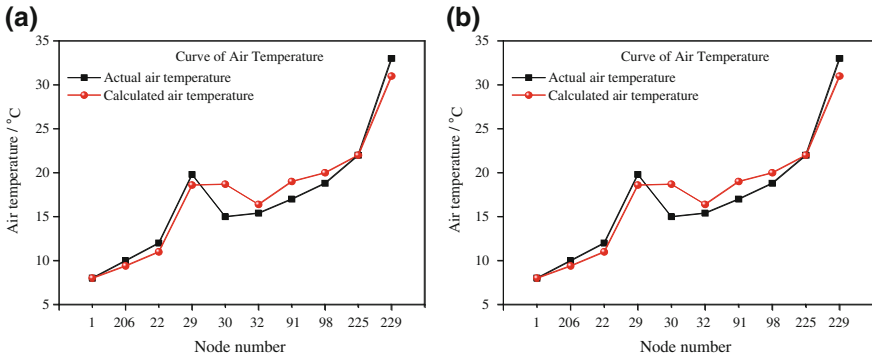 (a)
Curve of Air Temperature
Actual air temperature
Calculated air temperature
Air temperature / °C
35
30
25
20
15
10
5
1 206 22 29 30 32 91 98 225 229
Node number
(b)
Curve of Air Temperature
Actual air temperature
Calculated air temperature
Air temperature / °C
35
30
25
20
15
10
5
1 206 22 29 30 32 91 98 225 229
Node number